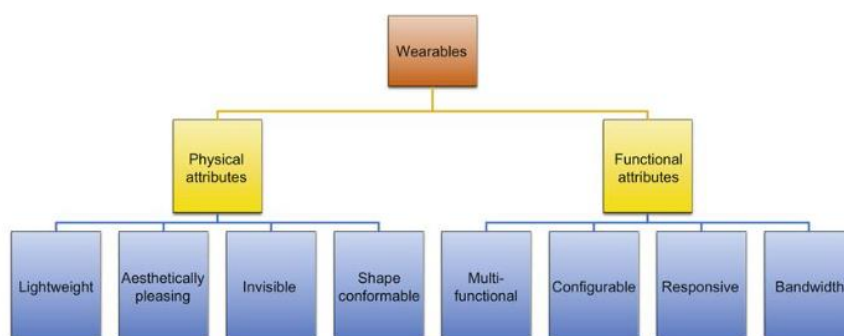 Wearables
Physical
attributes
Functional
attributes
Lightweight
Aesthetically
pleasing
Invisible
Shape
conformable
Multi-
functional
Configurable
Responsive
Bandwidth